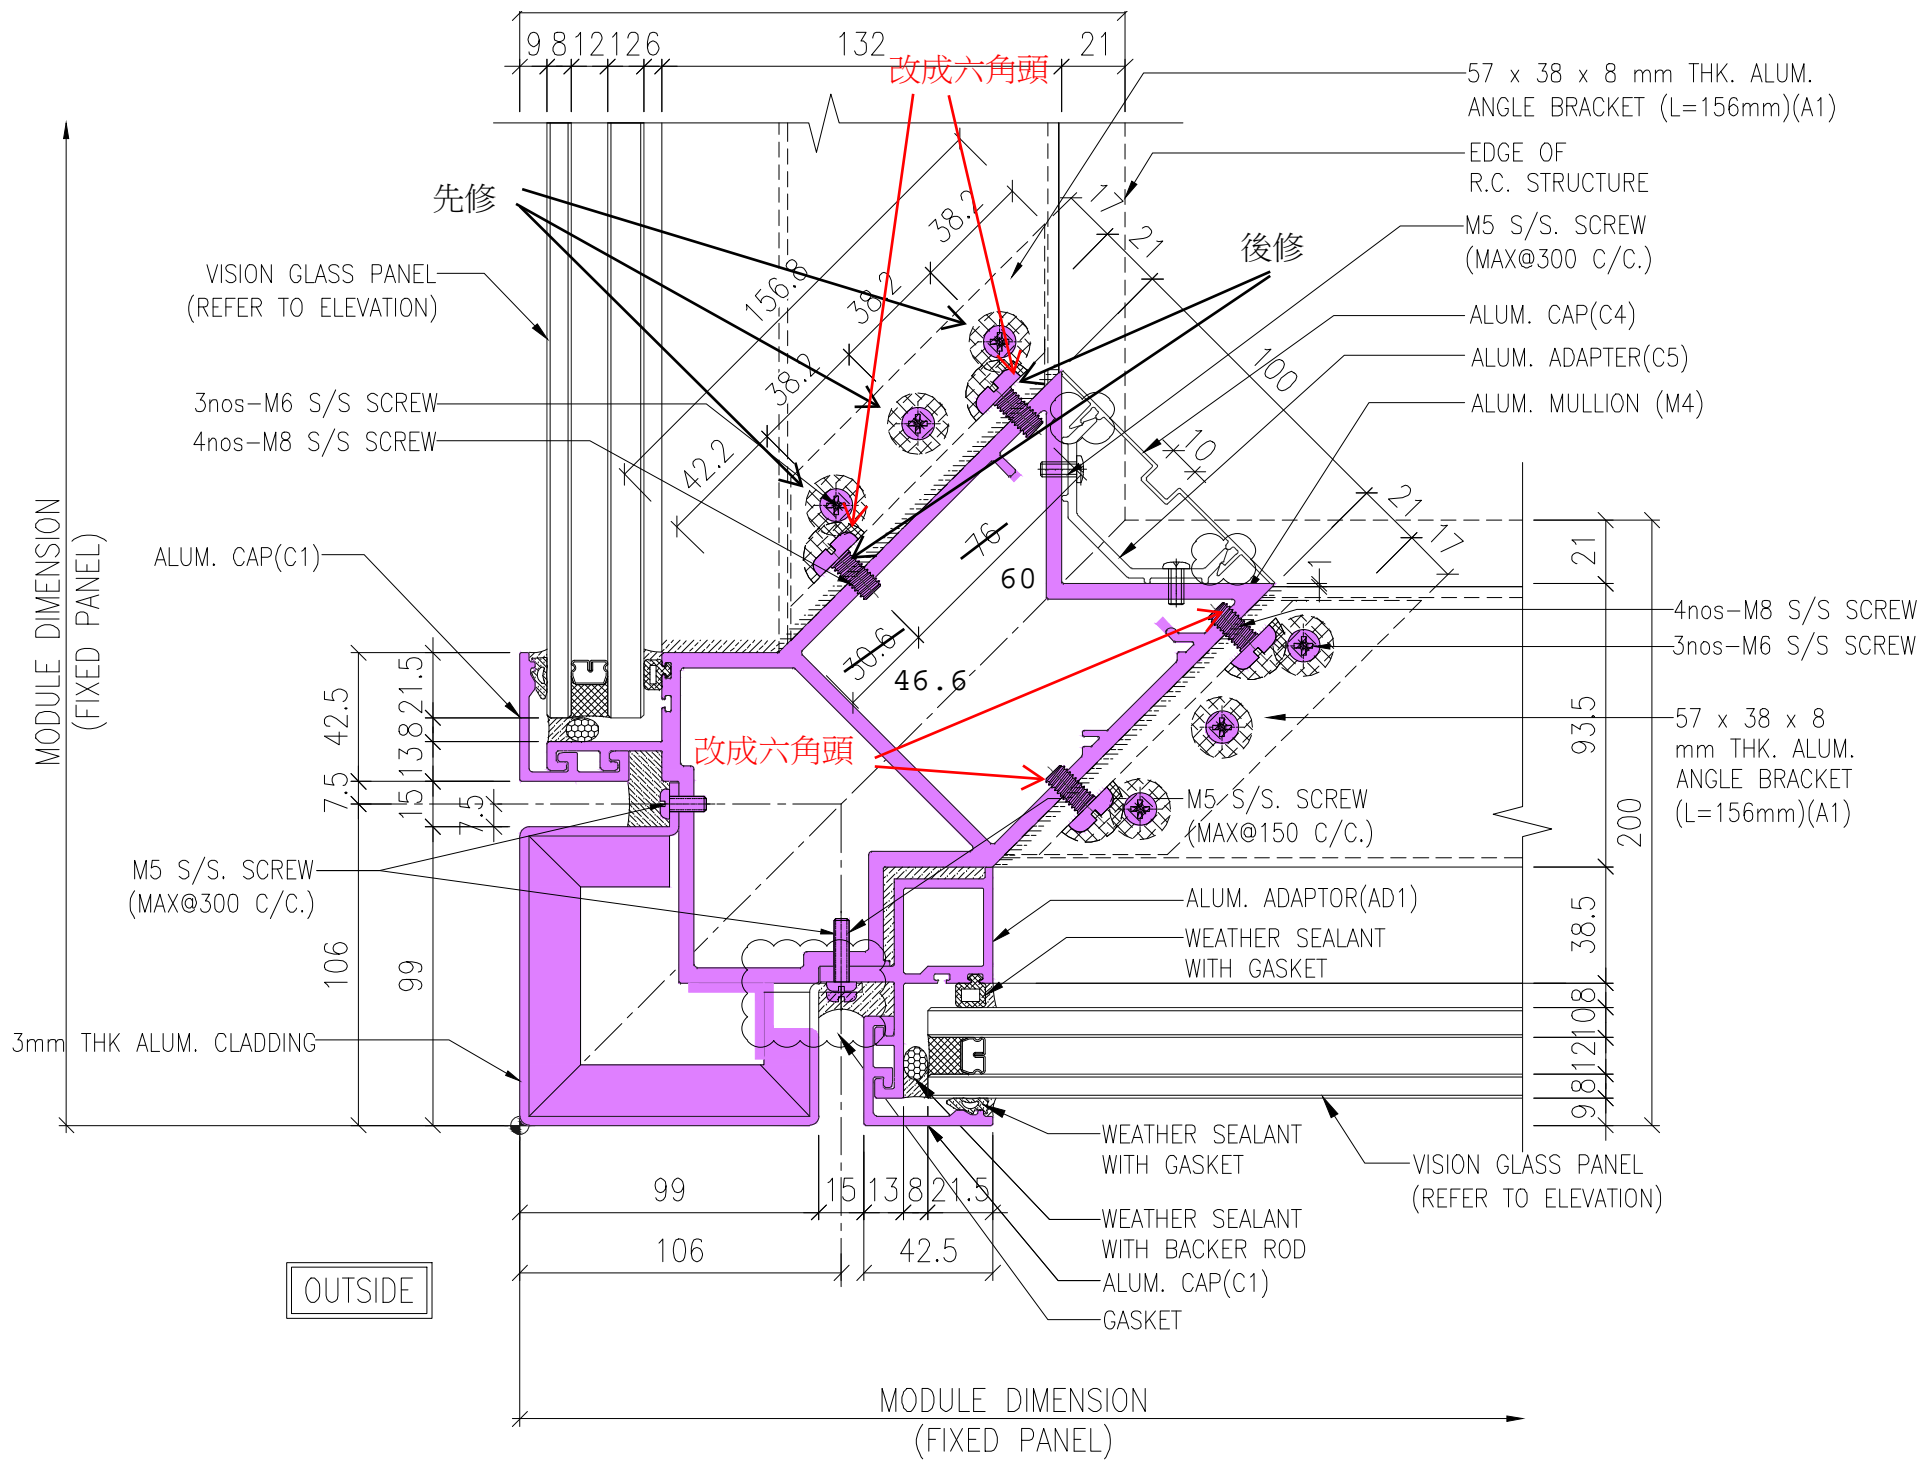 9
8
12
12
6
132
21
改成六角頭
57 x 38 x 8 mm THK. ALUM.
ANGLE BRACKET (L=156mm)(A1)
EDGE OF
R.C. STRUCTURE
M5 S/S. SCREW
(MAX@300 C/C.)
ALUM. CAP(C4)
ALUM. ADAPTER(C5)
ALUM. MULLION (M4)
先修
後修
VISION GLASS PANEL
(REFER TO ELEVATION)
3nos-M6 S/S SCREW
4nos-M8 S/S SCREW
ALUM. CAP(C1)
MODULE DIMENSION
(FIXED PANEL)
156.8
38.2
38.2
38.2
42.2
17
21
100
10
21
17
1
76
60
30.6
46.6
改成六角頭
4nos-M8 S/S SCREW
3nos-M6 S/S SCREW
57 x 38 x 8
mm THK. ALUM.
ANGLE BRACKET
(L=156mm)(A1)
21
93.5
200
38.5
8
10
12
8
9
42.5
21.5
8
13
7.5
15
7.5
106
99
M5 S/S. SCREW
(MAX@150 C/C.)
M5 S/S. SCREW
(MAX@300 C/C.)
ALUM. ADAPTOR(AD1)
WEATHER SEALANT
WITH GASKET
3mm THK ALUM. CLADDING
WEATHER SEALANT
WITH GASKET
VISION GLASS PANEL
(REFER TO ELEVATION)
99
15
13
8
21.5
WEATHER SEALANT
WITH BACKER ROD
106
42.5
ALUM. CAP(C1)
GASKET
OUTSIDE
MODULE DIMENSION
(FIXED PANEL)